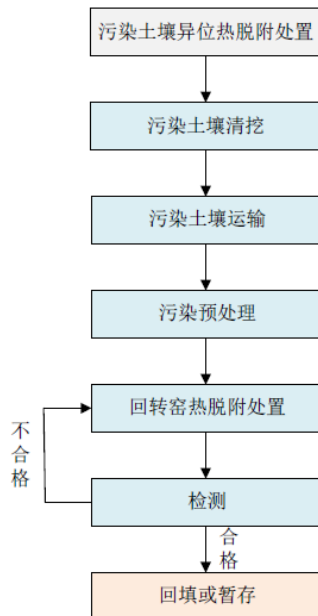 污染土壤异位热脱附处置
污染土壤清挖
污染土壤运输
污染预处理
回转窑热脱附处置
不合格
检测
合格
回填或暂存